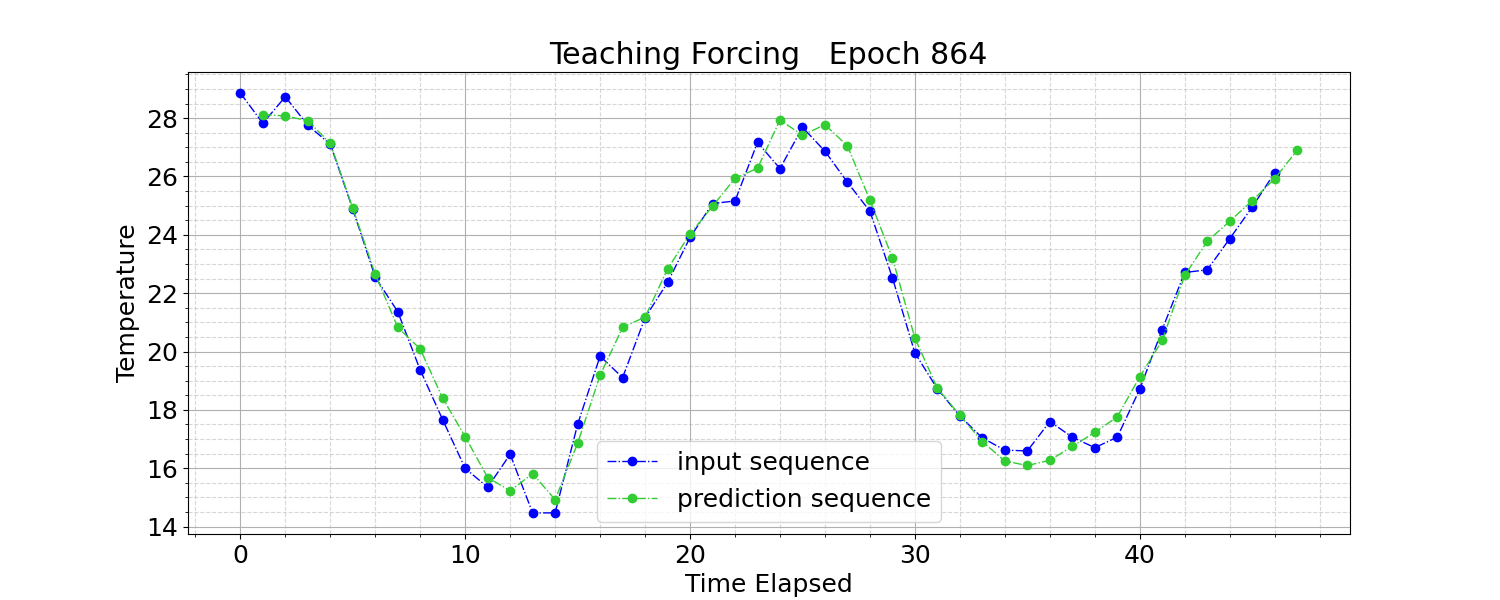 Teaching Forcing   Epoch 864
28
26
24
22
20
18
16
14
Temperature
input sequence
prediction sequence
0 10 20 30 40
Time Elapsed